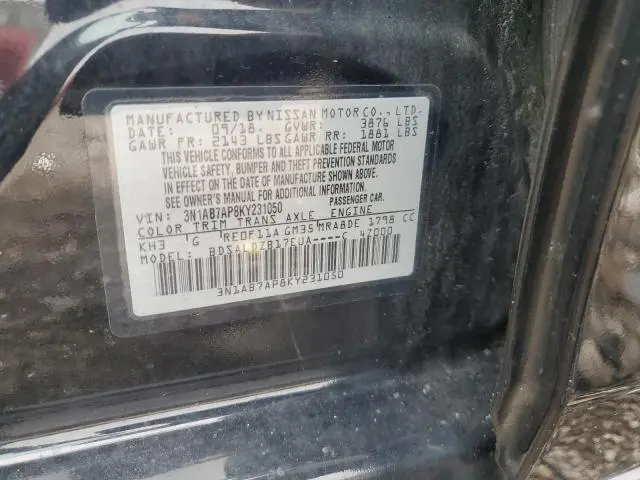 MANUFACTURED BY NISSAN MOTOR CO., LTD.
DATE: 09/18. GVWR: 3876 LBS
GAWR FR: 2143 LBS GAWR RR: 1881 LBS
THIS VEHICLE CONFORMS TO ALL APPLICABLE FEDERAL MOTOR
VEHICLE SAFETY, BUMPER AND THEFT PREVENTION STANDARDS
IN EFFECT ON THE DATE OF MANUFACTURE SHOWN ABOVE.
SEE OWNER'S MANUAL FOR ADDITIONAL INFORMATION.
VIN: 3N1AB7AP8KY231050 PASSENGER CAR.
COLOR TRIM TRANS AXLE ENGINE
KH3 G RE0F11A GM35 MRA8DE 1798 CC
MODEL: 47000
3N1AB7AP8KY231050